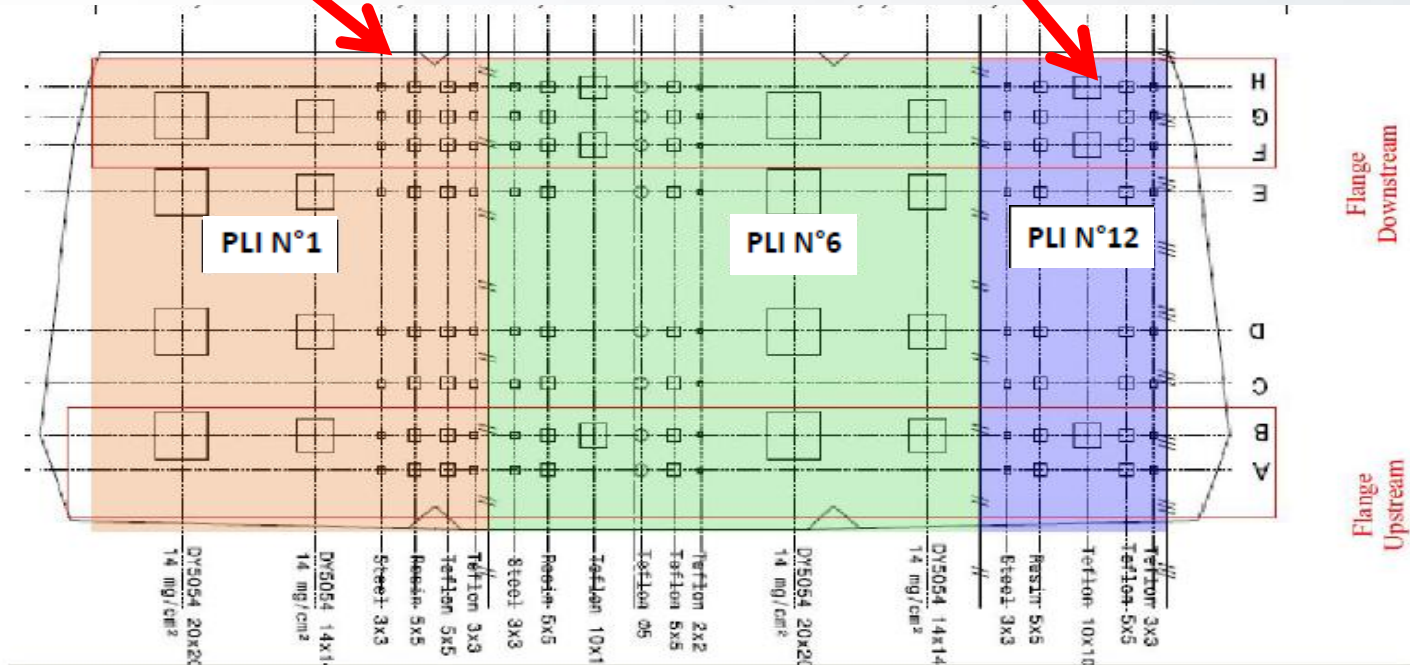 H
G
F
E
D
C
B
A
PLI N°1
PLI N°6
PLI N°12
Flange
Downstream
Flange
Upstream
DY5054 20x20
14 mg/cm²
DY5054 14x14
14 mg/cm²
Steel 3x3
Resin 5x5
Teflon 5x5
Teflon 3x3
Steel 3x3
Resin 5x5
Teflon 10x1
Teflon 05
Teflon 5x5
Teflon 2x2
DY5054 20x20
14 mg/cm²
DY5054 14x14
14 mg/cm²
Steel 3x3
Resin 5x5
Teflon 10x10
Teflon 5x5
Teflon 3x3